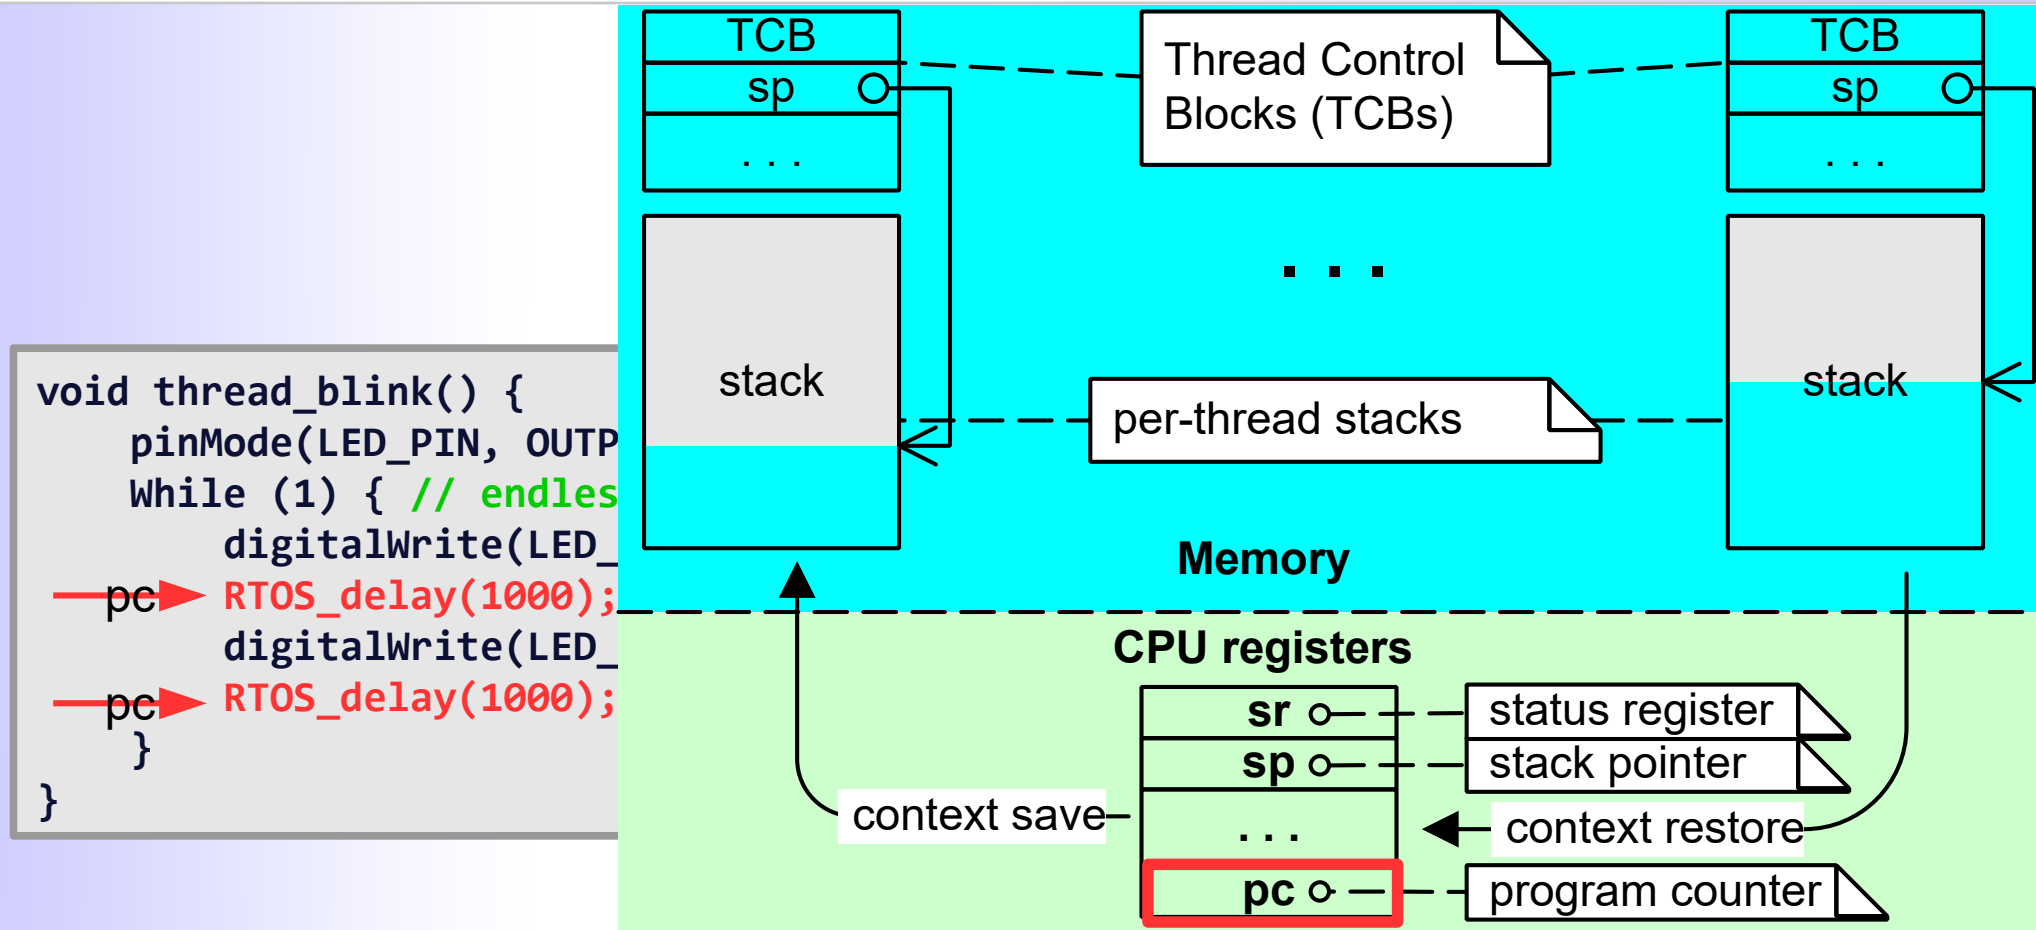 void thread_blink() {
pinMode(LED_PIN, OUTP
While (1) { // endles
digitalWrite(LED_
pc RTOS_delay(1000);
digitalWrite(LED_
pc RTOS_delay(1000);
}
}
TCB
sp
. . .
stack
Thread Control
Blocks (TCBs)
. . .
per-thread stacks
TCB
sp
. . .
stack
Memory
CPU registers
sr
status register
sp
stack pointer
. . .
context save
context restore
pc
program counter